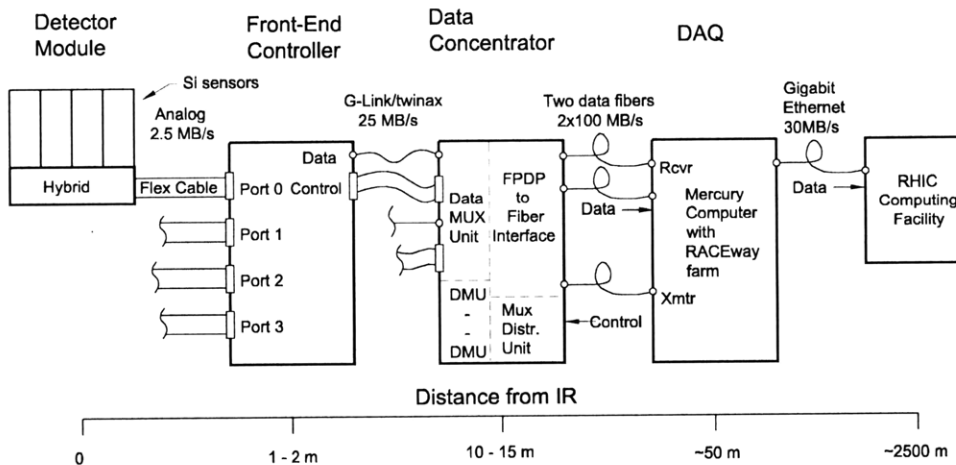 Detector
Module
Front-End
Controller
Data
Concentrator
DAQ
Si sensors
Analog
2.5 MB/s
G-Link/twinax
25 MB/s
Two data fibers
2x100 MB/s
Gigabit
Ethernet
30MB/s
Hybrid
Flex Cable
Data
Port 0
Control
Port 1
Port 2
Port 3
Data
MUX
Unit
FPDP
to
Fiber
Interface
DMU
-
-
DMU
Mux
Distr.
Unit
Rcvr
Data
Mercury
Computer
with
RACEway
farm
Xmtr
Control
Data
RHIC
Computing
Facility
Distance from IR
0
1 - 2 m
10 - 15 m
~50 m
~2500 m